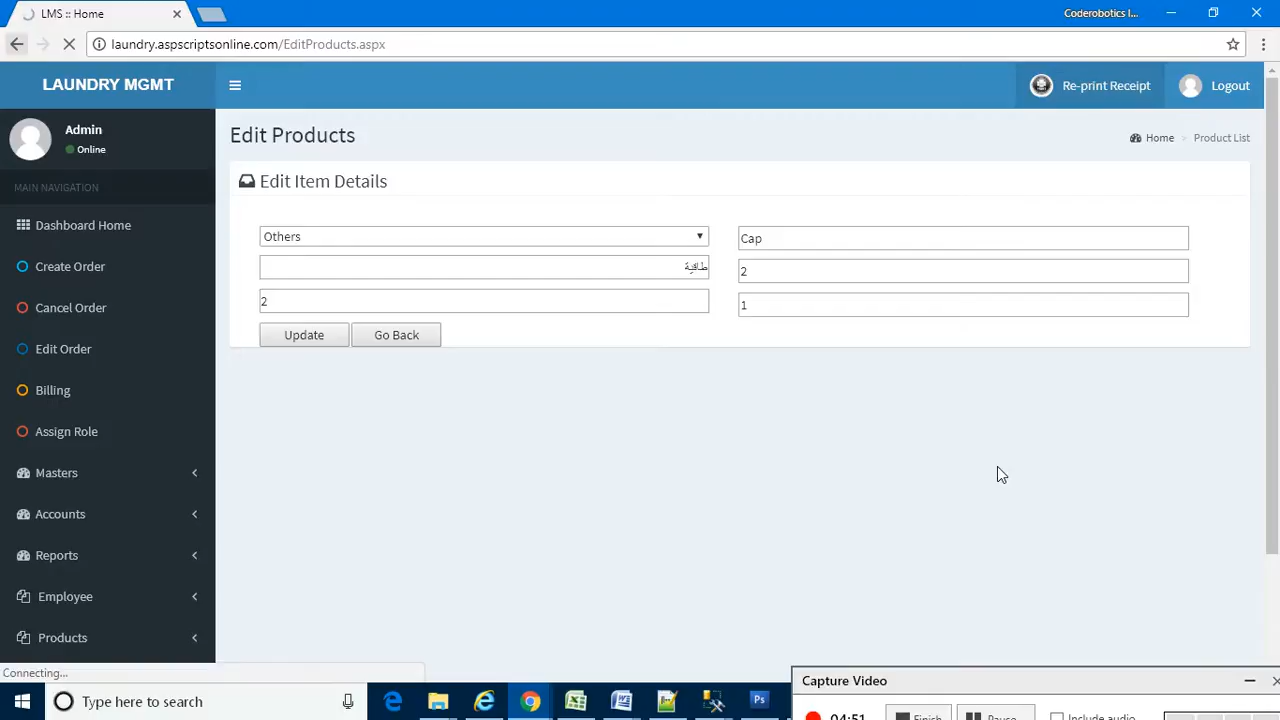 LMS :: Home
Coderobotics I...
laundry.aspscriptsonline.com/EditProducts.aspx
LAUNDRY MGMT
Re-print Receipt
Logout
Admin
Online
Edit Products
Home > Product List
MAIN NAVIGATION
Edit Item Details
Dashboard Home
Others
Cap
Create Order
طاقية
2
Cancel Order
2
1
Edit Order
Update
Go Back
Billing
Assign Role
Masters
Accounts
Reports
Employee
Products
Connecting...
Capture Video
Type here to search
04:51
Finish
Pause
Include audio